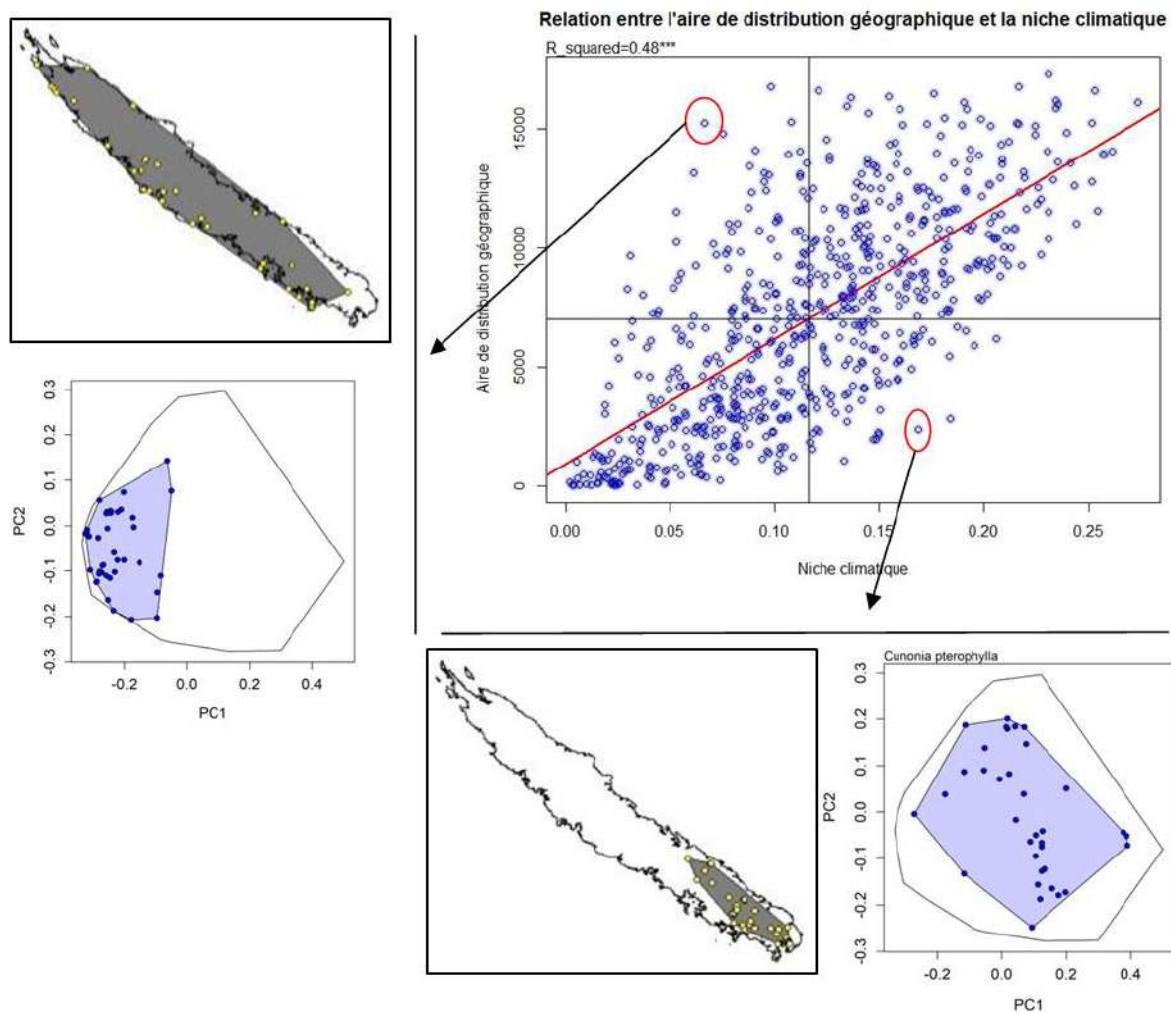 Relation entre l'aire de distribution géographique et la niche climatique
R_squared=0.48***
Aire de distribution géographique
15000
10000
5000
0
0.00 0.05 0.10 0.15 0.20 0.25
Niche climatique
PC2
0.3
0.2
0.1
0.0
-0.1
-0.2
-0.3
-0.2 0.0 0.2 0.4
PC1
Cunonia pterophylla
PC2
0.3
0.2
0.1
0.0
-0.1
-0.2
-0.3
-0.2 0.0 0.2 0.4
PC1